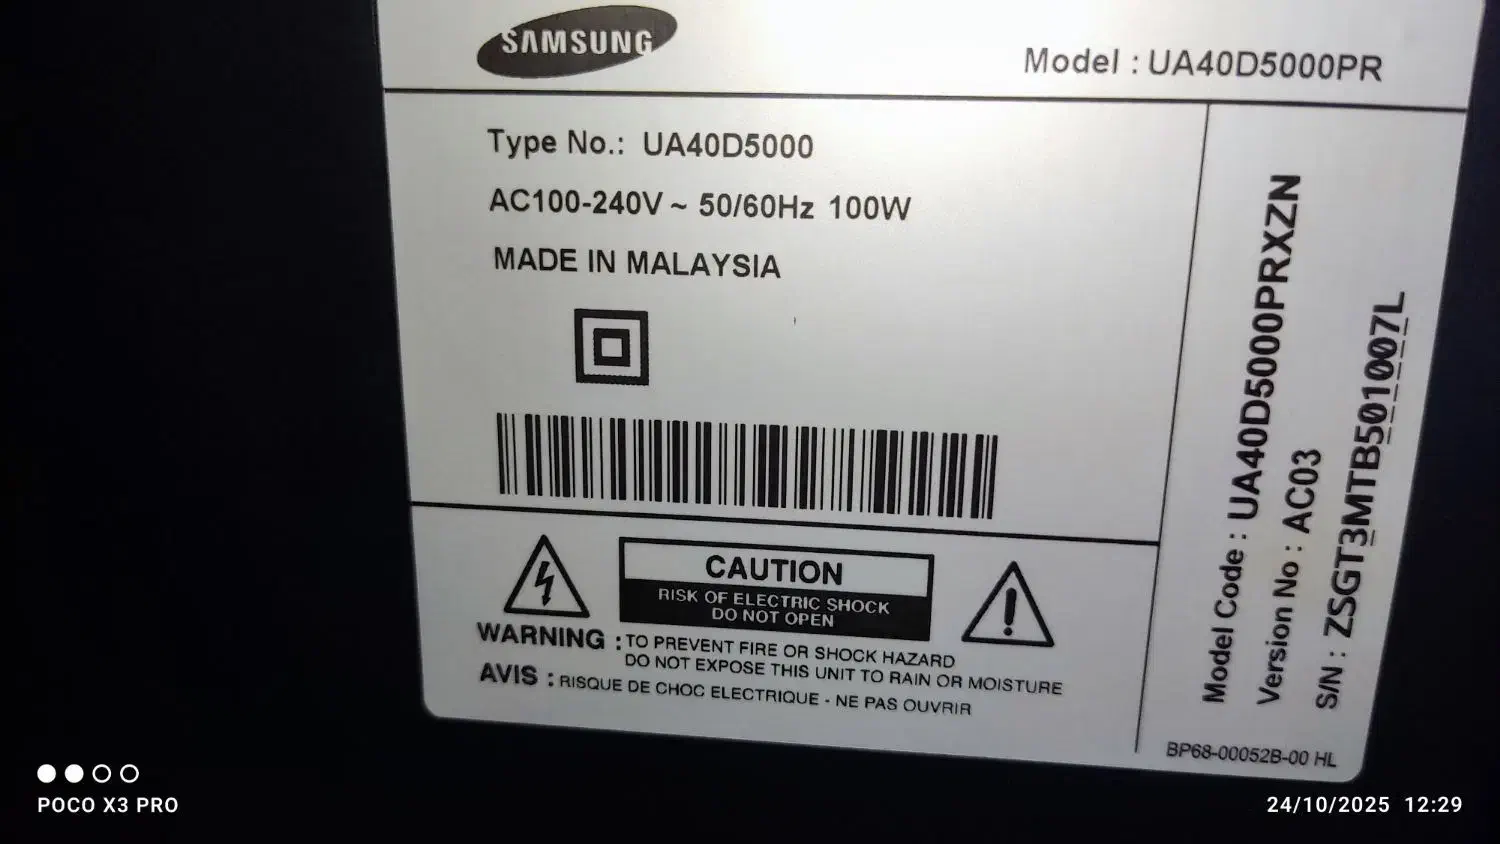 SAMSUNG
Model : UA40D5000PR
Type No.: UA40D5000
AC100-240V ~ 50/60Hz 100W
MADE IN MALAYSIA
CAUTION
RISK OF ELECTRIC SHOCK
DO NOT OPEN
WARNING : TO PREVENT FIRE OR SHOCK HAZARD
DO NOT EXPOSE THIS UNIT TO RAIN OR MOISTURE
AVIS : RISQUE DE CHOC ELECTRIQUE - NE PAS OUVRIR
Model Code : UA40D5000PRXZN
Version No : AC03
S/N : ZSGT3MTB501007L
BP68-00052B-00 HL
POCO X3 PRO
24/10/2025 12:29